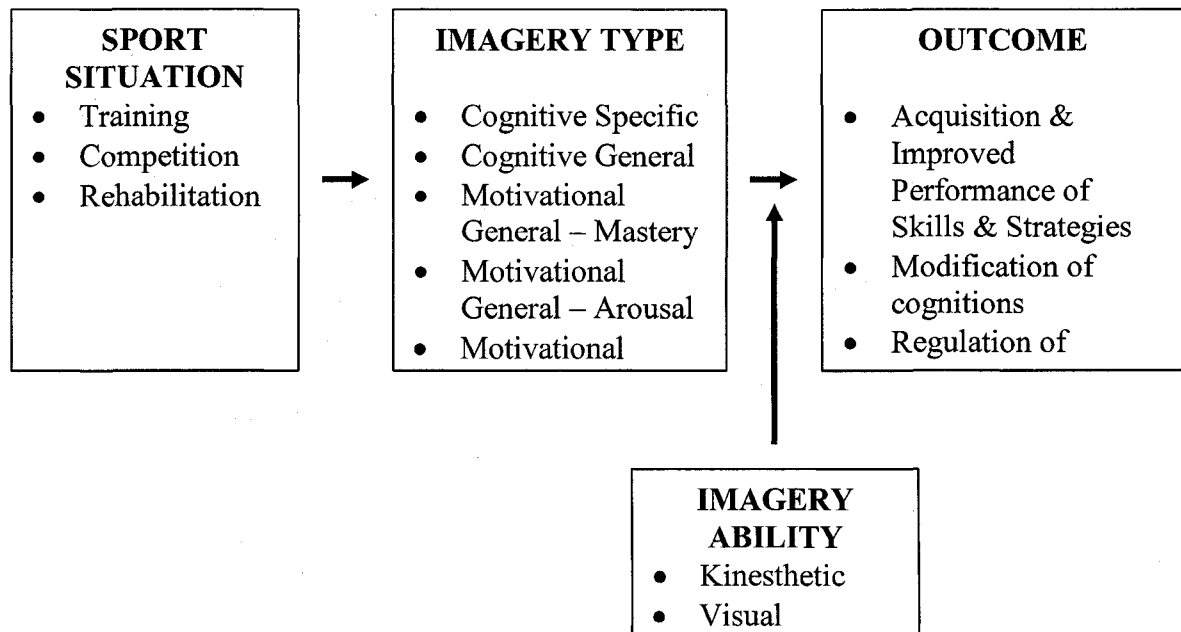 SPORT
SITUATION
• Training
• Competition
• Rehabilitation
IMAGERY TYPE
• Cognitive Specific
• Cognitive General
• Motivational
General – Mastery
• Motivational
General – Arousal
• Motivational
OUTCOME
• Acquisition &
Improved
Performance of
Skills & Strategies
• Modification of
cognitions
• Regulation of
IMAGERY
ABILITY
• Kinesthetic
• Visual